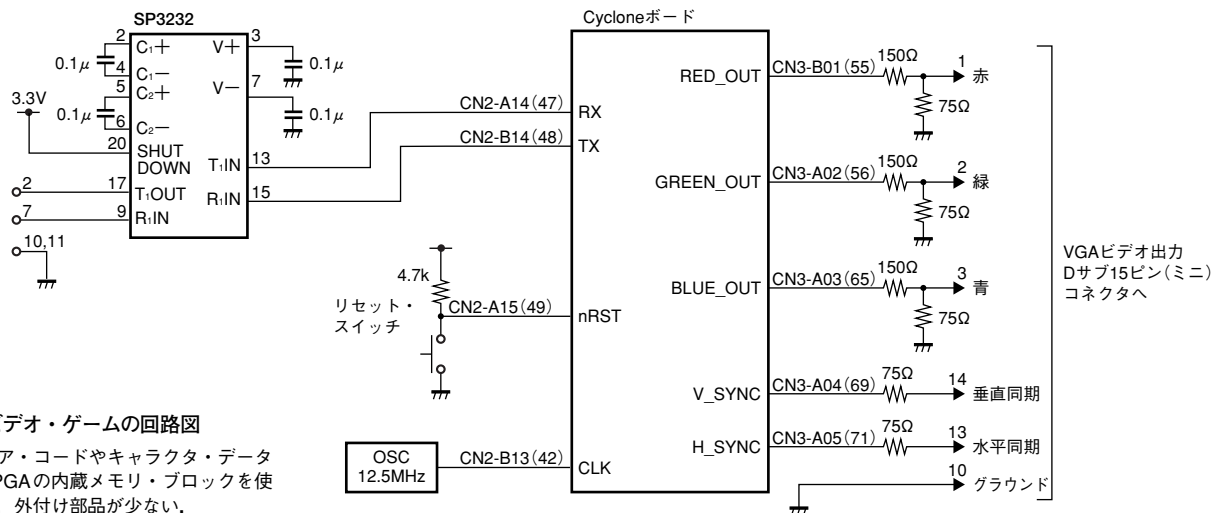 SP3232
2 C1+ V+ 3
0.1μ 0.1μ
4 C1− V− 7
5 C2+
0.1μ 0.1μ
6 C2−
3.3V
20 SHUT DOWN
T1IN 13
17 T1OUT
2
R1IN 15
9 R1IN
7
10,11
Cycloneボード
CN2-A14(47) RX
CN2-B14(48) TX
4.7k
リセット・
スイッチ
CN2-A15(49) nRST
OSC
12.5MHz
CN2-B13(42) CLK
RED_OUT CN3-B01(55) 150Ω 1 赤
75Ω
GREEN_OUT CN3-A02(56) 150Ω 2 緑
75Ω
BLUE_OUT CN3-A03(65) 150Ω 3 青
75Ω
V_SYNC CN3-A04(69) 75Ω 14 垂直同期
H_SYNC CN3-A05(71) 75Ω 13 水平同期
10 グラウンド
VGAビデオ出力
Dサブ15ピン(ミニ)
コネクタへ
デオ・ゲームの回路図
ア・コードやキャラクタ・データ
PGAの内蔵メモリ・ブロックを使
外付け部品が少ない.